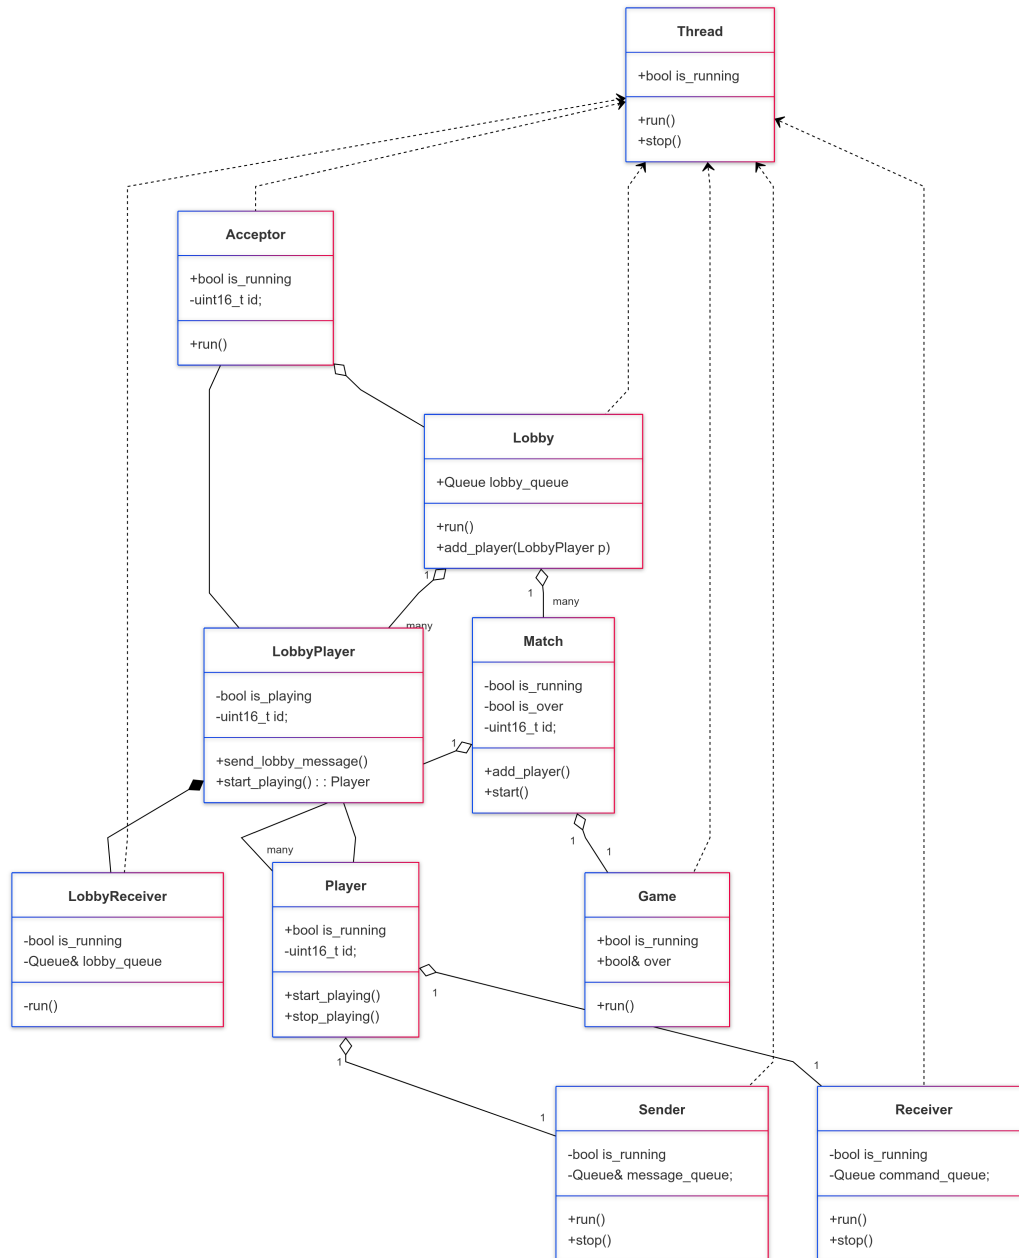 Thread
+bool is_running
+run()
+stop()
Acceptor
+bool is_running
-uint16_t id;
+run()
Lobby
+Queue lobby_queue
+run()
+add_player(LobbyPlayer p)
1
many
1
many
LobbyPlayer
-bool is_playing
-uint16_t id;
+send_lobby_message()
+start_playing() : : Player
Match
-bool is_running
-bool is_over
-uint16_t id;
+add_player()
+start()
1
many
1
1
LobbyReceiver
-bool is_running
-Queue& lobby_queue
-run()
Player
+bool is_running
-uint16_t id;
+start_playing()
+stop_playing()
Game
+bool is_running
+bool& over
+run()
1
1
1
1
Sender
-bool is_running
-Queue& message_queue;
+run()
+stop()
Receiver
-bool is_running
-Queue command_queue;
+run()
+stop()